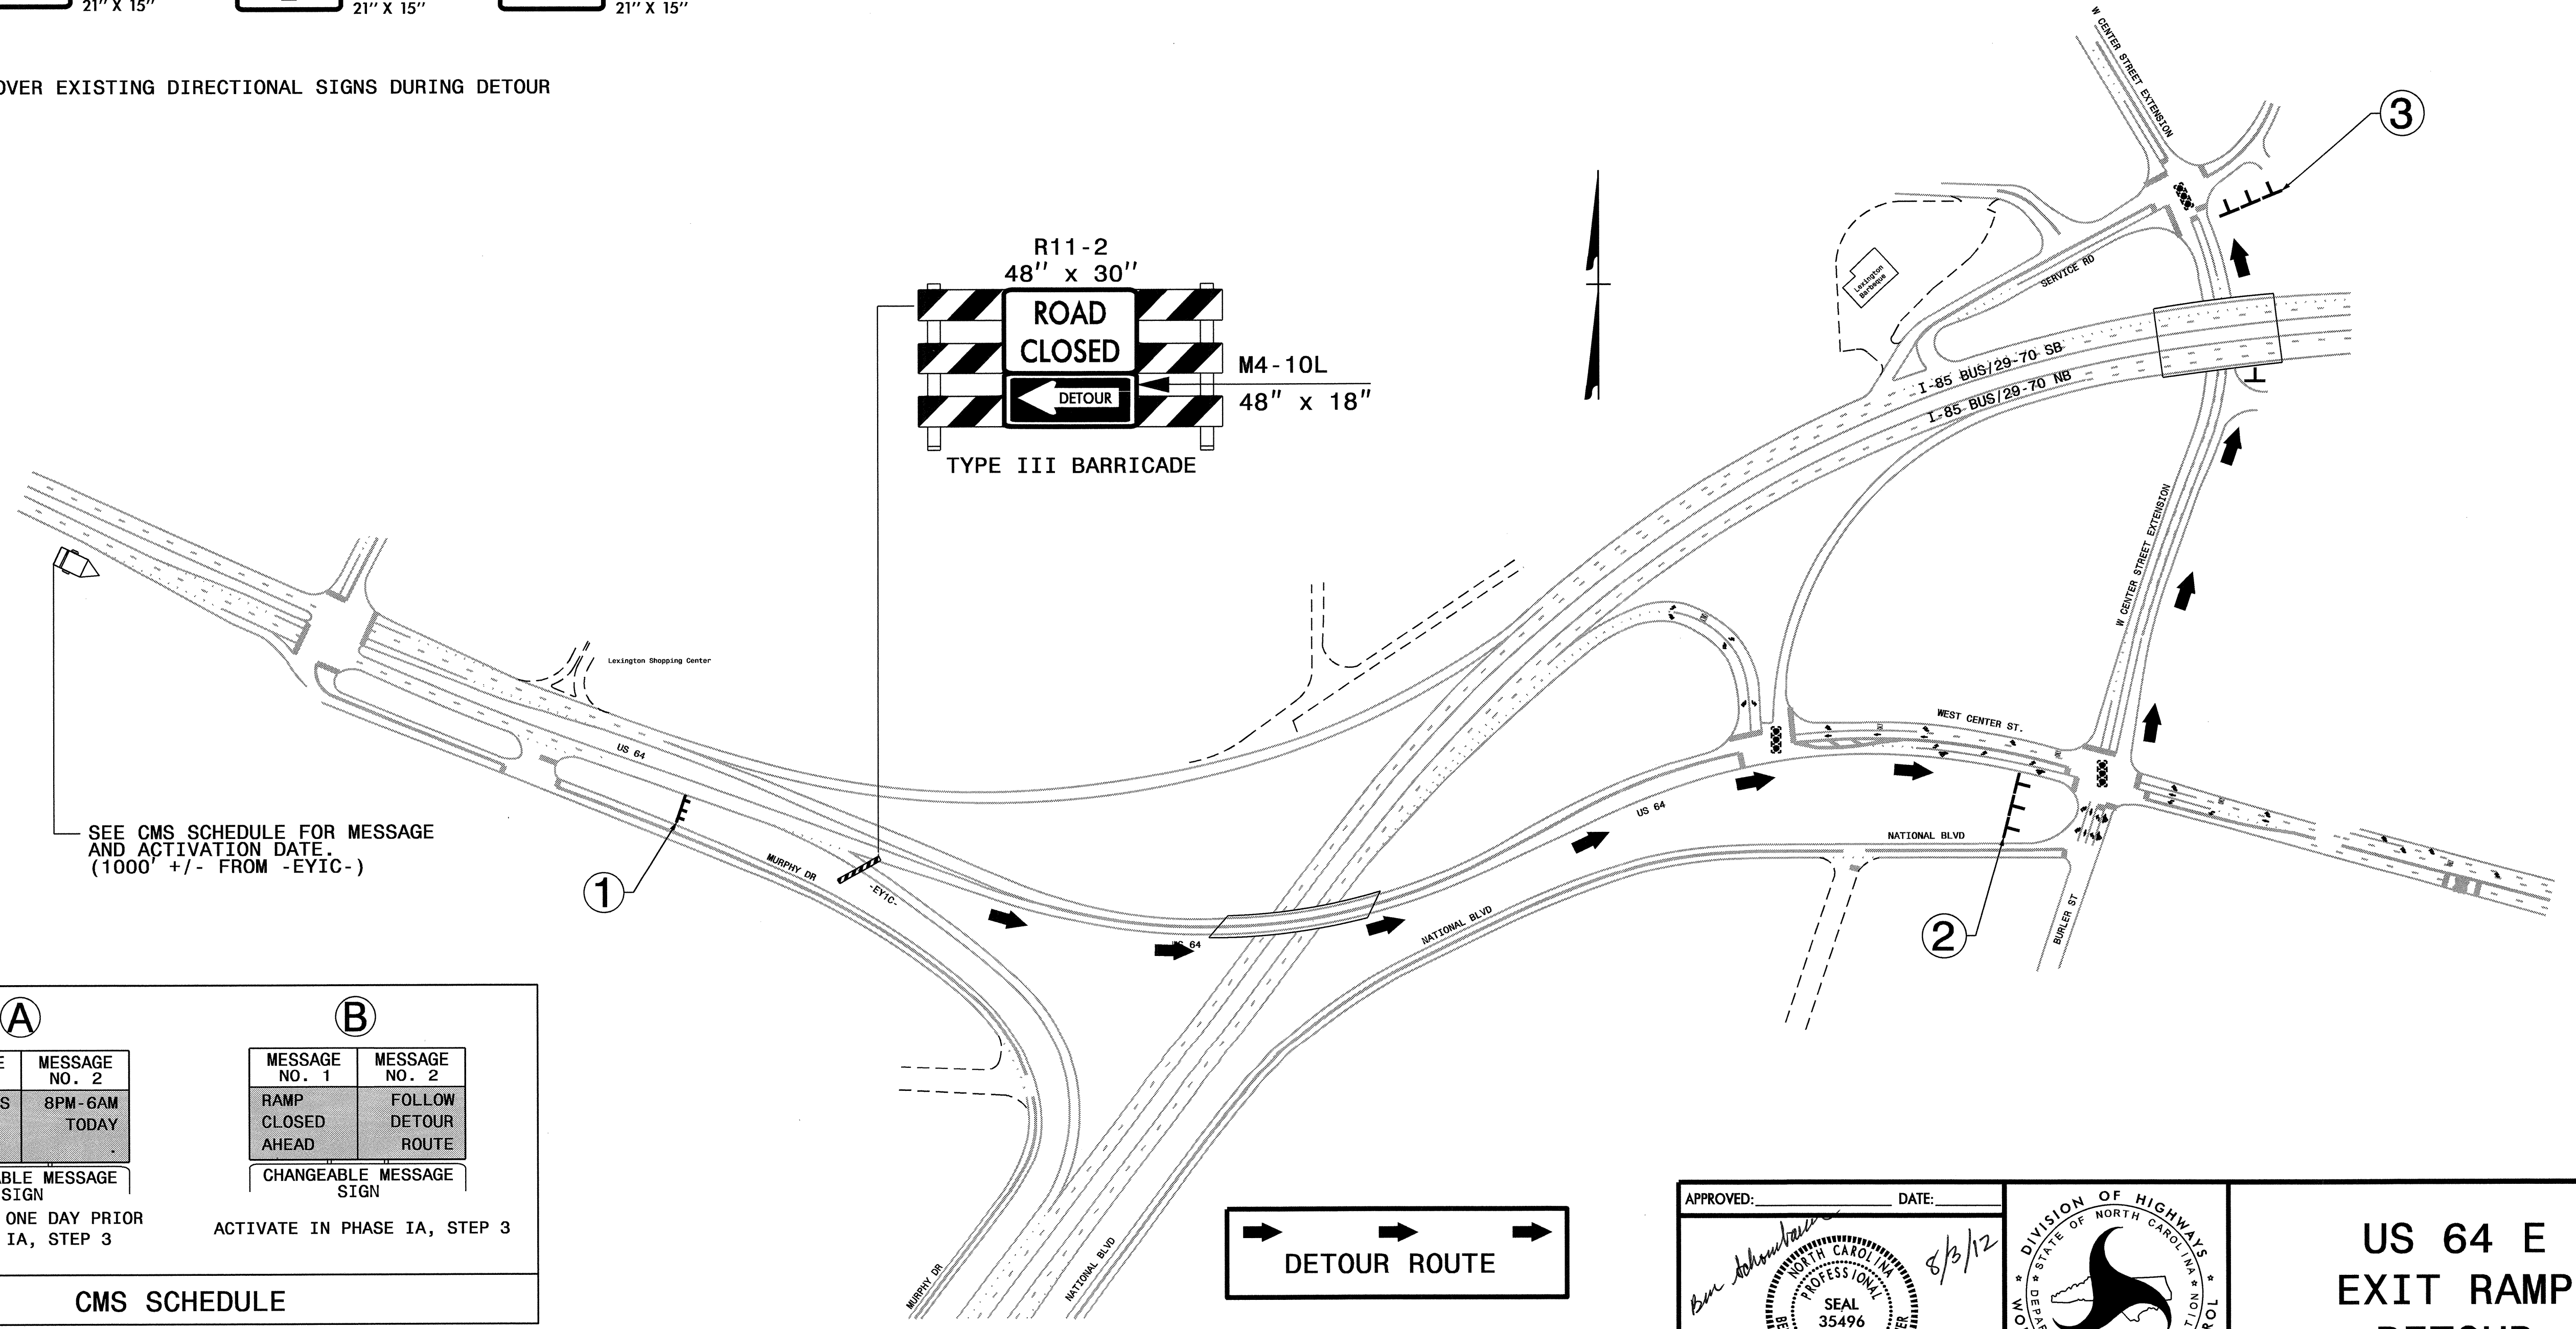 21" X 15"
21" X 15"
21" X 15"
OVER EXISTING DIRECTIONAL SIGNS DURING DETOUR
W CENTER STREET EXTENSION
3
R11-2
48" x 30"
ROAD
CLOSED
DETOUR
M4-10L
48" x 18"
TYPE III BARRICADE
Lexington
Barbeque
SERVICE RD
I-85 BUS/29-70 SB
I-85 BUS/29-70 NB
W CENTER STREET EXTENSION
Lexington Shopping Center
US 64
WEST CENTER ST.
US 64
NATIONAL BLVD
SEE CMS SCHEDULE FOR MESSAGE
AND ACTIVATION DATE.
(1000' +/- FROM -EYIC-)
1
MURPHY DR
-EY1C-
US 64
NATIONAL BLVD
2
BURLER ST
A
B
E
MESSAGE
NO. 2
S
8PM-6AM
TODAY
.
ABLE MESSAGE
SIGN
ONE DAY PRIOR
IA, STEP 3
MESSAGE
NO. 1
MESSAGE
NO. 2
RAMP
CLOSED
AHEAD
FOLLOW
DETOUR
ROUTE
CHANGEABLE MESSAGE
SIGN
ACTIVATE IN PHASE IA, STEP 3
CMS SCHEDULE
MURPHY DR
NATIONAL BLVD
DETOUR ROUTE
APPROVED: DATE:
8/3/12
NORTH CAROLINA
PROFESSIONAL
SEAL
35496
DIVISION OF HIGHWAYS
STATE OF NORTH CAROLINA
US 64 E
EXIT RAMP
DETOUR